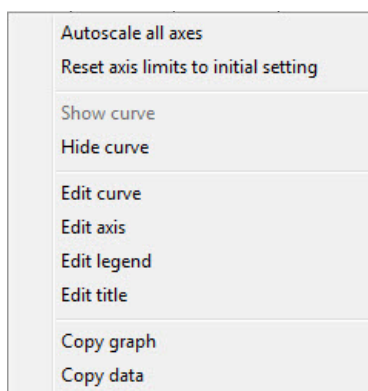 Autoscale all axes
Reset axis limits to initial setting
Show curve
Hide curve
Edit curve
Edit axis
Edit legend
Edit title
Copy graph
Copy data